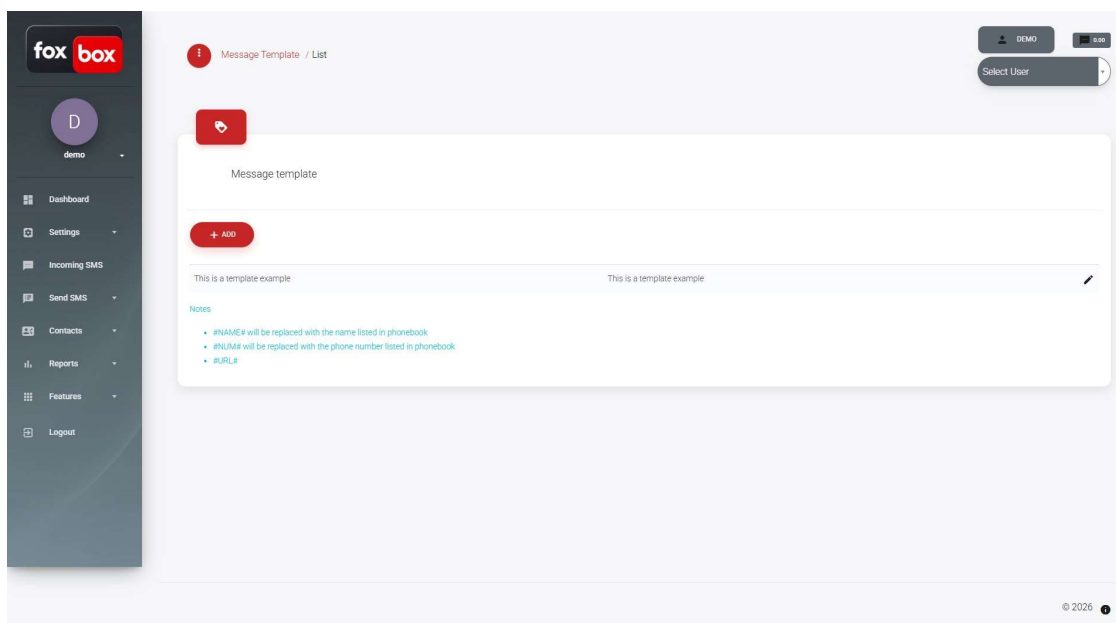 fox box
D
demo
Dashboard
Settings
Incoming SMS
Send SMS
Contacts
Reports
Features
Logout
Message Template / List
DEMO
0.00
Select User
Message template
+ ADD
This is a template example This is a template example
Notes
• #NAME# will be replaced with the name listed in phonebook
• #NUM# will be replaced with the phone number listed in phonebook
• #URL#
© 2026